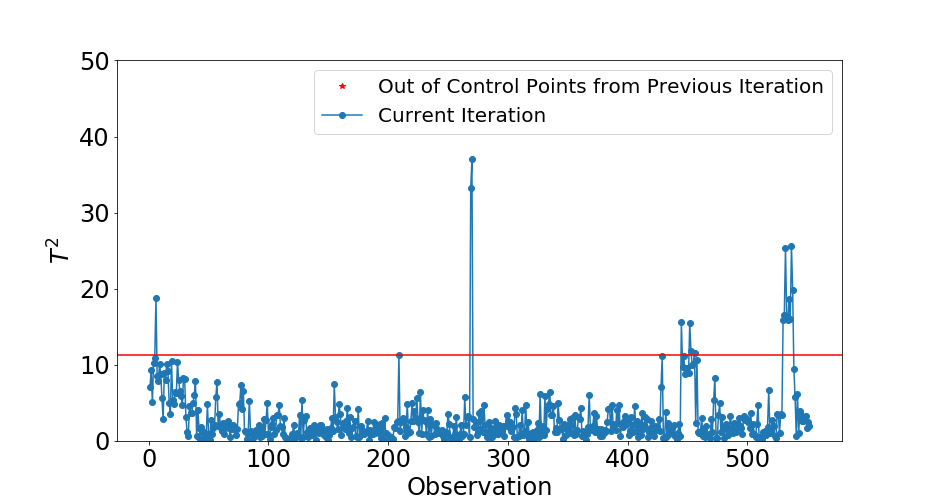 50
40
30
20
10
0
T²
Out of Control Points from Previous Iteration
Current Iteration
0 100 200 300 400 500
Observation